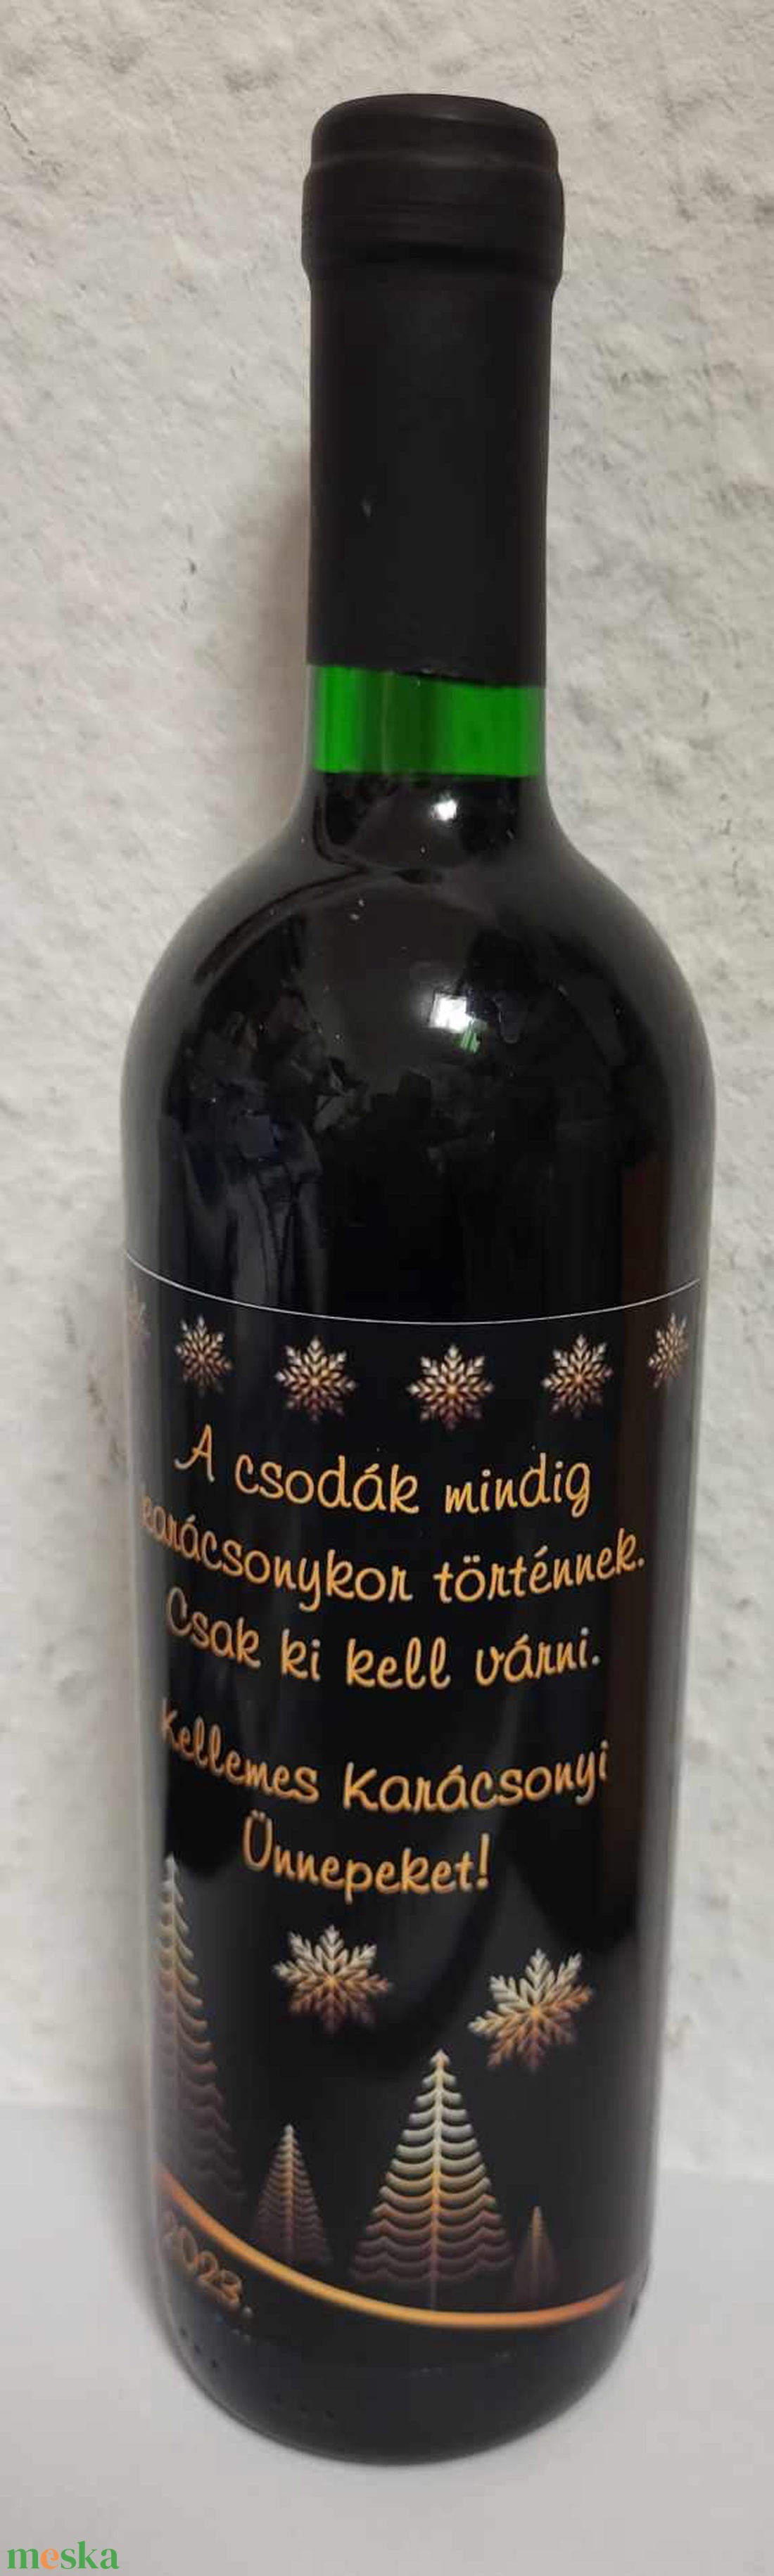 A csodák mindig
karácsonykor történnek.
Csak ki kell várni.
Kellemes Karácsonyi
Ünnepeket!
2023.
meska